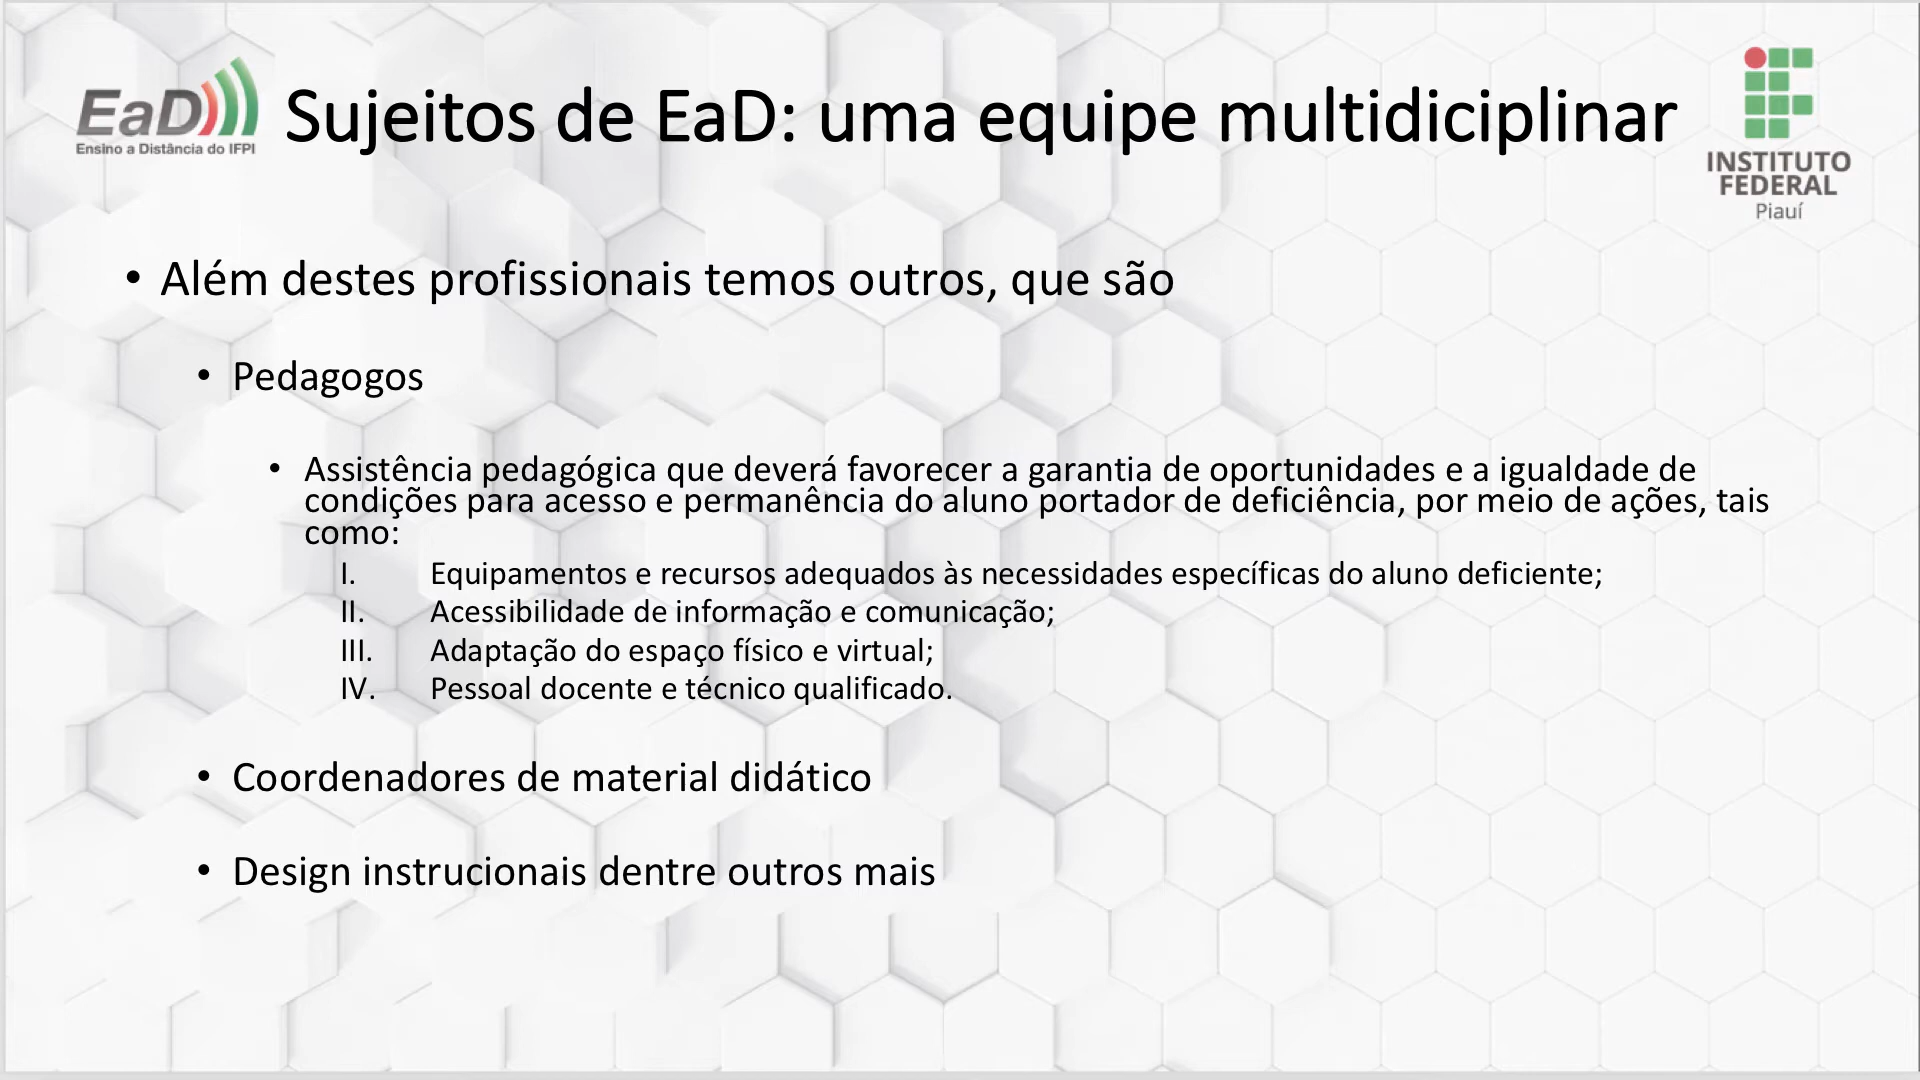 EaD
Ensino a Distância do IFPI
Sujeitos de EaD: uma equipe multidiciplinar
INSTITUTO
FEDERAL
Piauí
• Além destes profissionais temos outros, que são
• Pedagogos
• Assistência pedagógica que deverá favorecer a garantia de oportunidades e a igualdade de
condições para acesso e permanência do aluno portador de deficiência, por meio de ações, tais
como:
I. Equipamentos e recursos adequados às necessidades específicas do aluno deficiente;
II. Acessibilidade de informação e comunicação;
III. Adaptação do espaço físico e virtual;
IV. Pessoal docente e técnico qualificado.
• Coordenadores de material didático
• Design instrucionais dentre outros mais